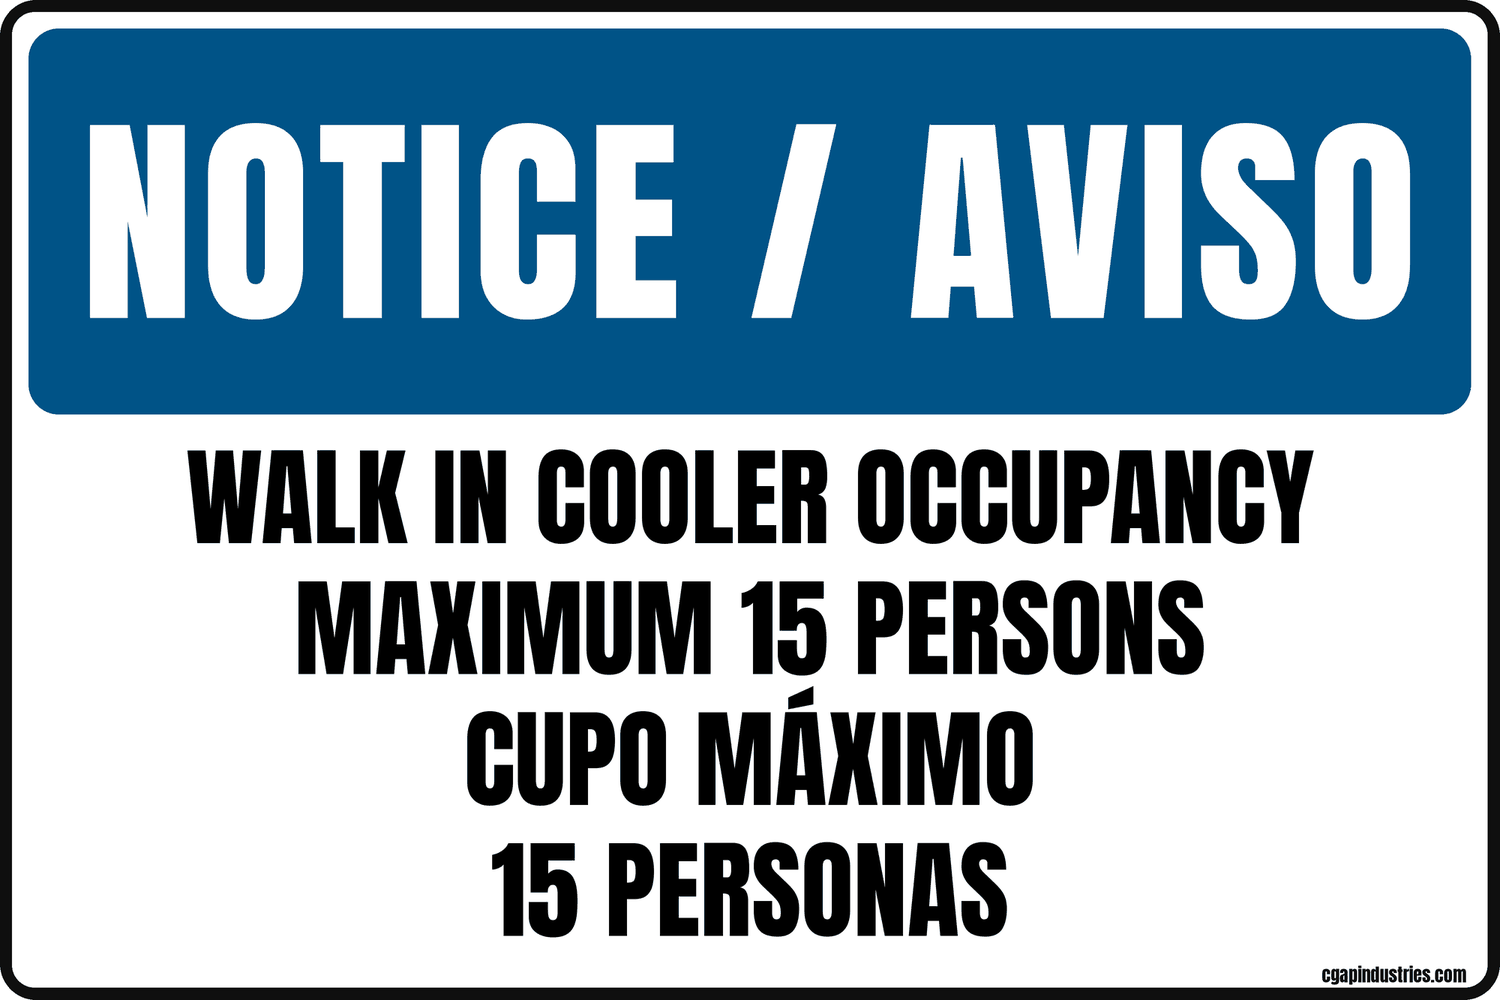 NOTICE / AVISO
WALK IN COOLER OCCUPANCY
MAXIMUM 15 PERSONS
CUPO MÁXIMO
15 PERSONAS
cgapindustries.com